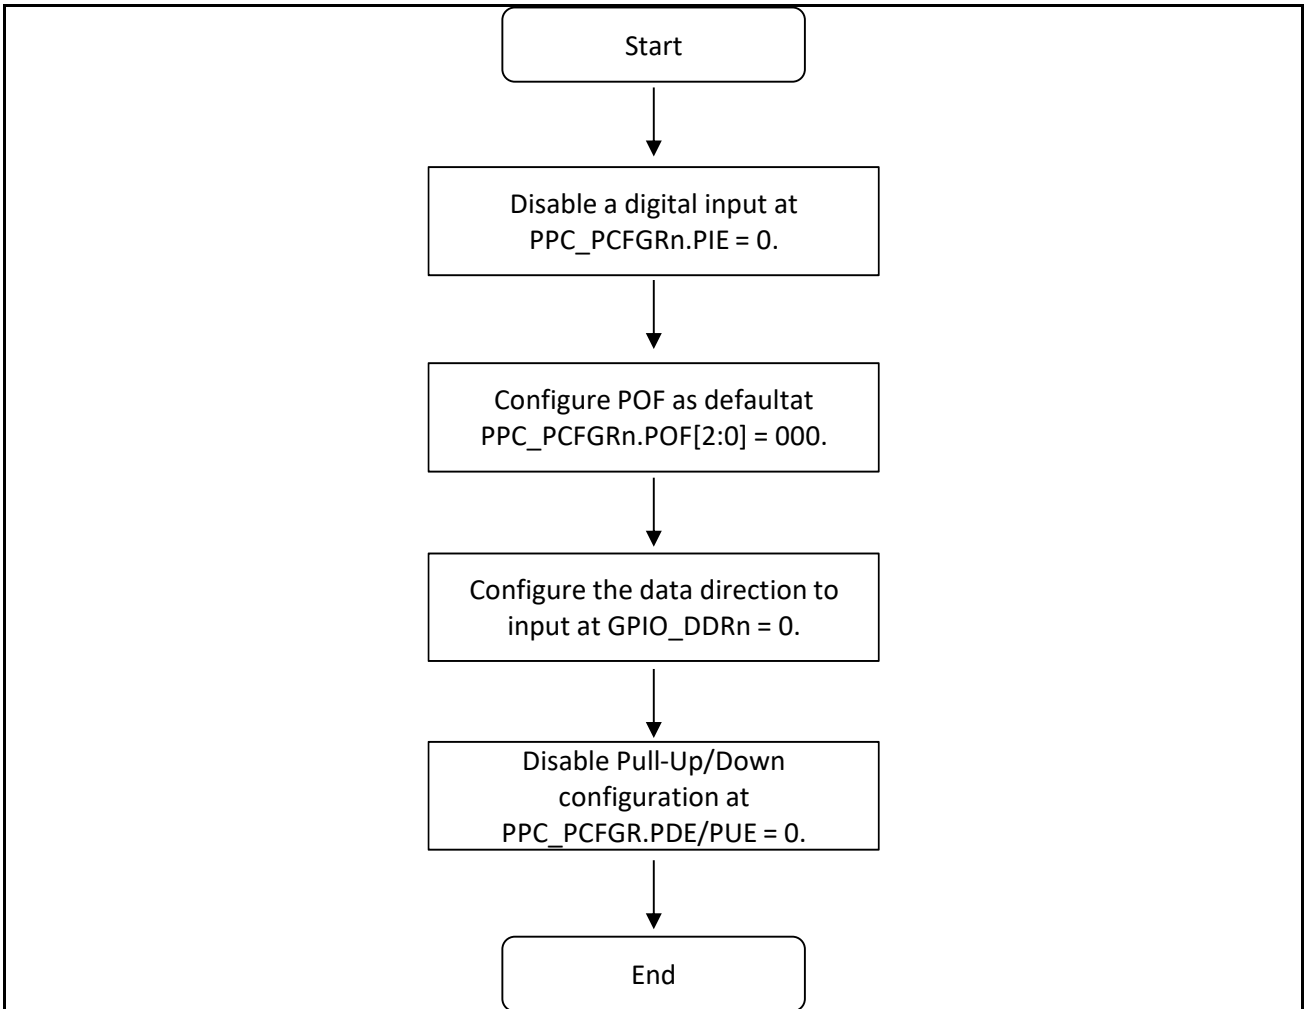 Start
Disable a digital input at
PPC_PCFGRn.PIE = 0.
Configure POF as defaultat
PPC_PCFGRn.POF[2:0] = 000.
Configure the data direction to
input at GPIO_DDRn = 0.
Disable Pull-Up/Down
configuration at
PPC_PCFGR.PDE/PUE = 0.
End